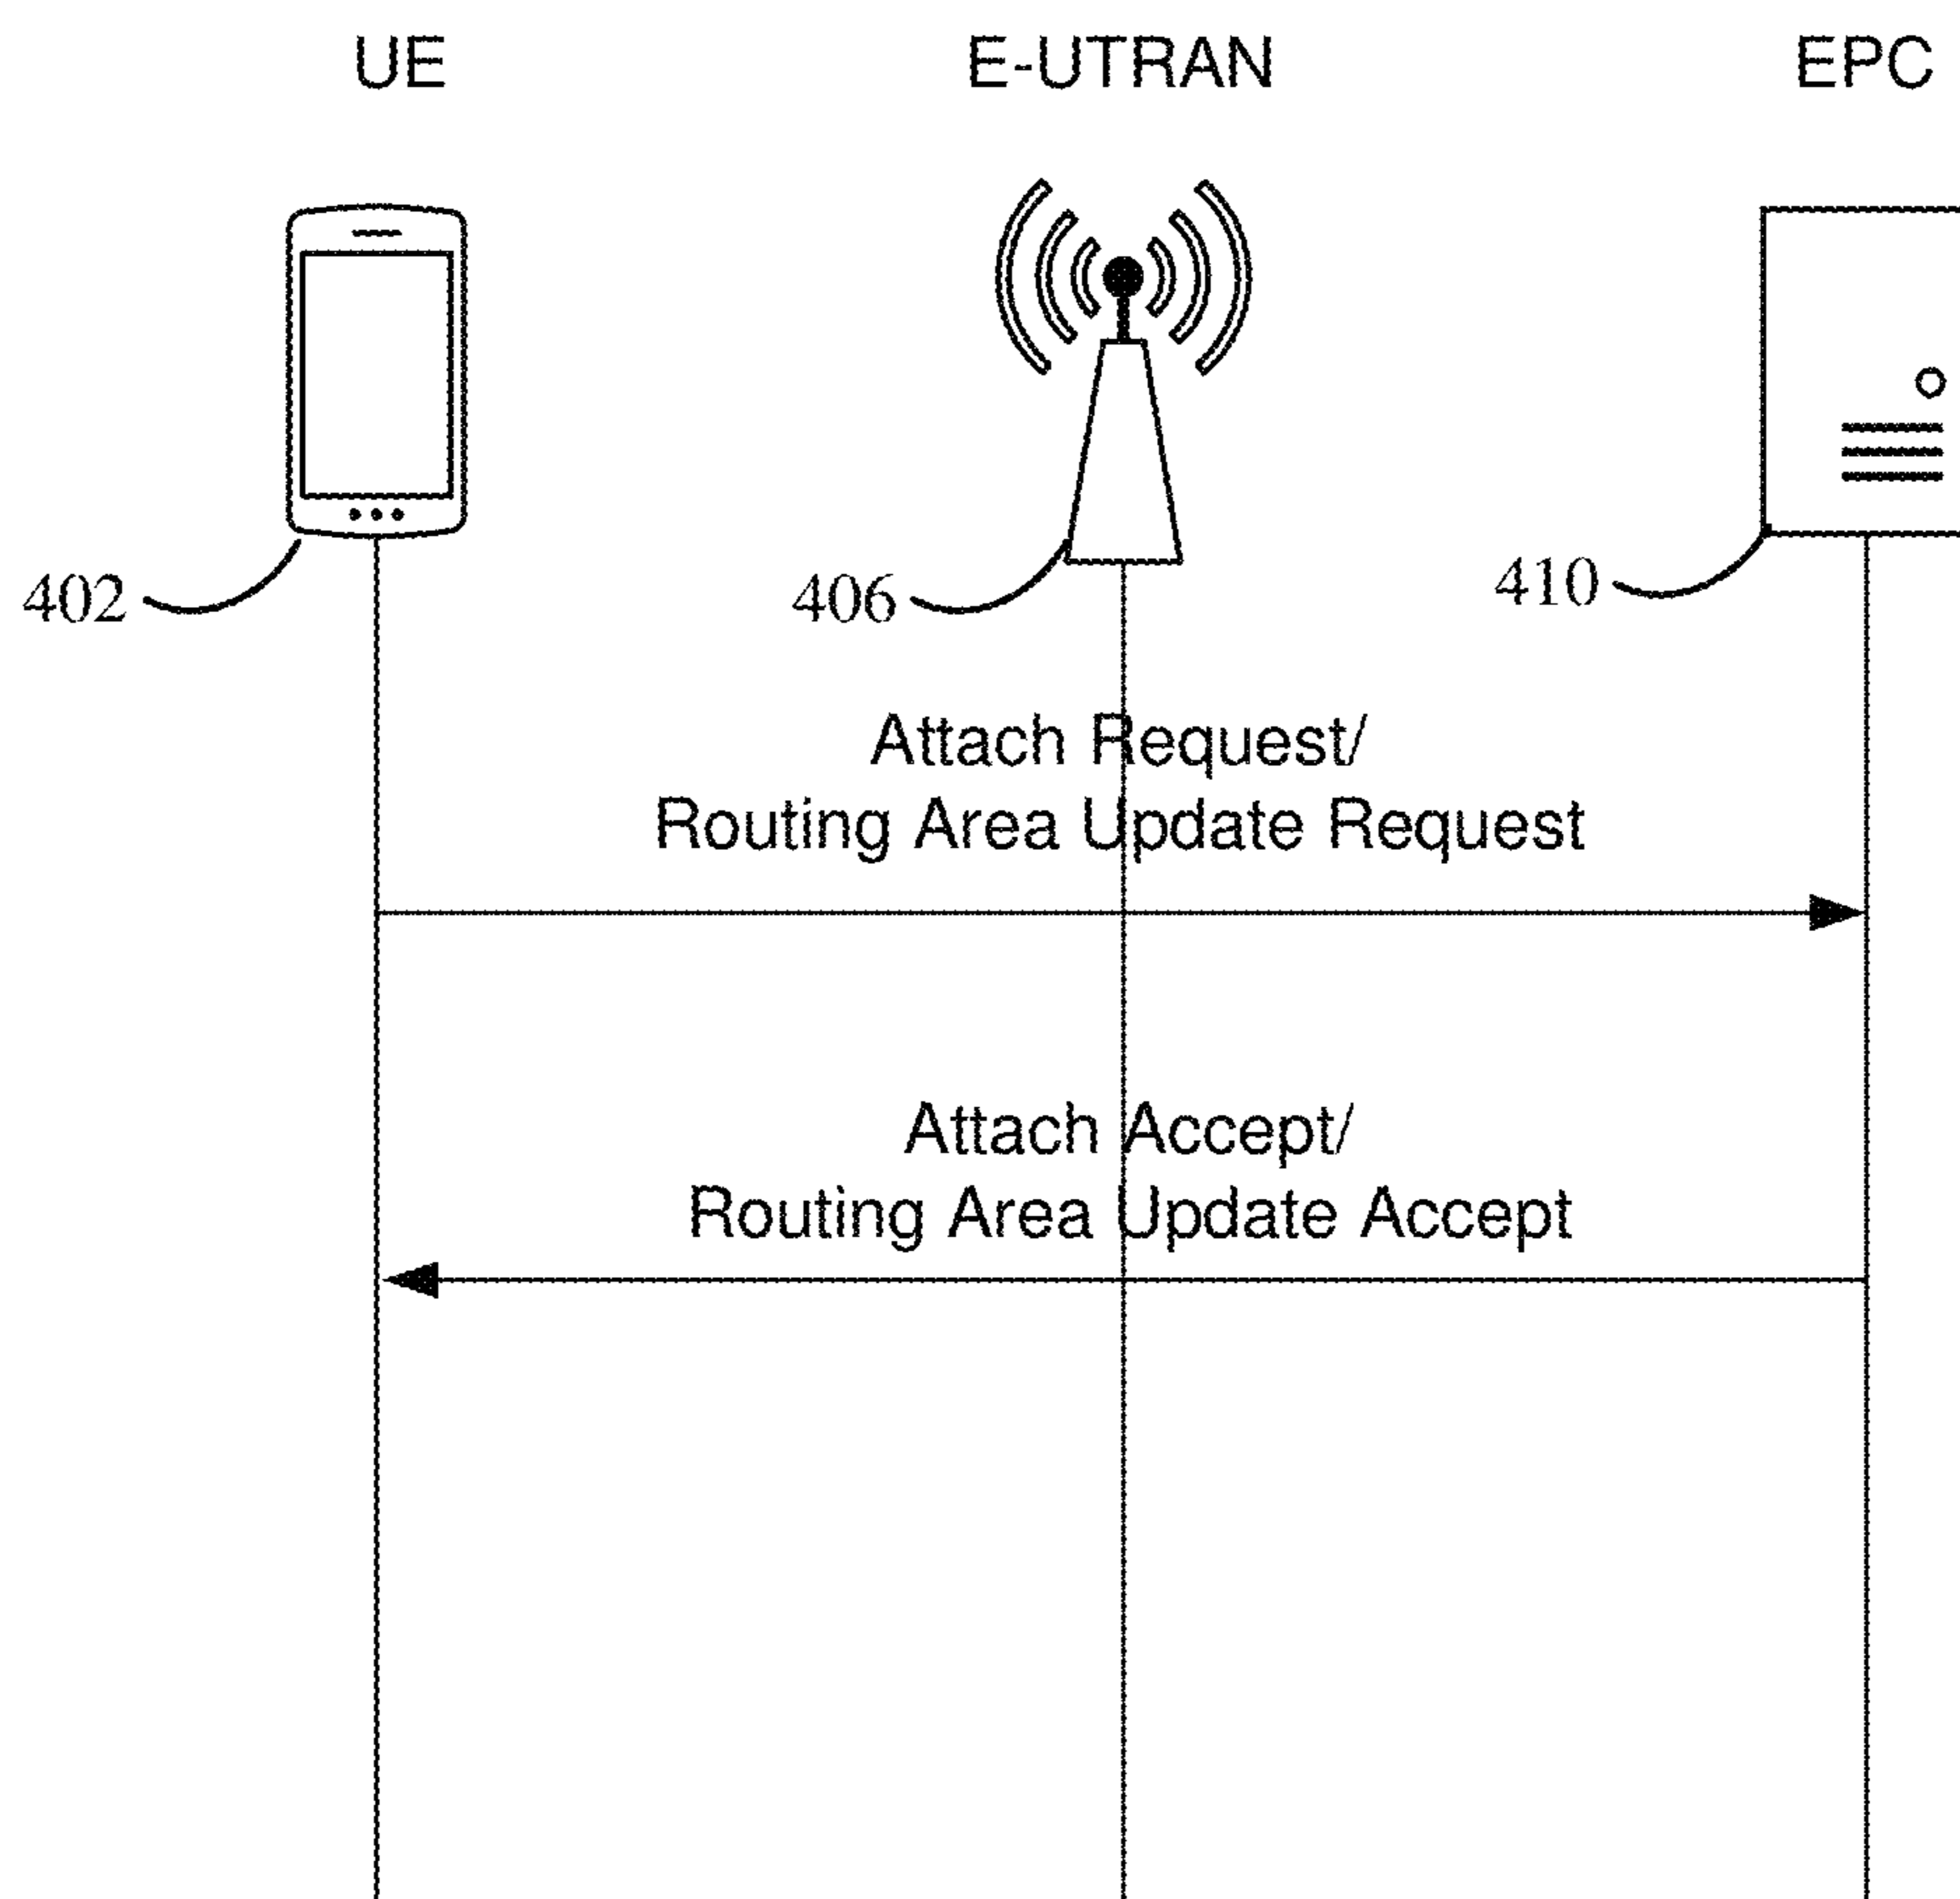 UE
E-UTRAN
EPC
402
406
410
Attach Request/
Routing Area Update Request
Attach Accept/
Routing Area Update Accept